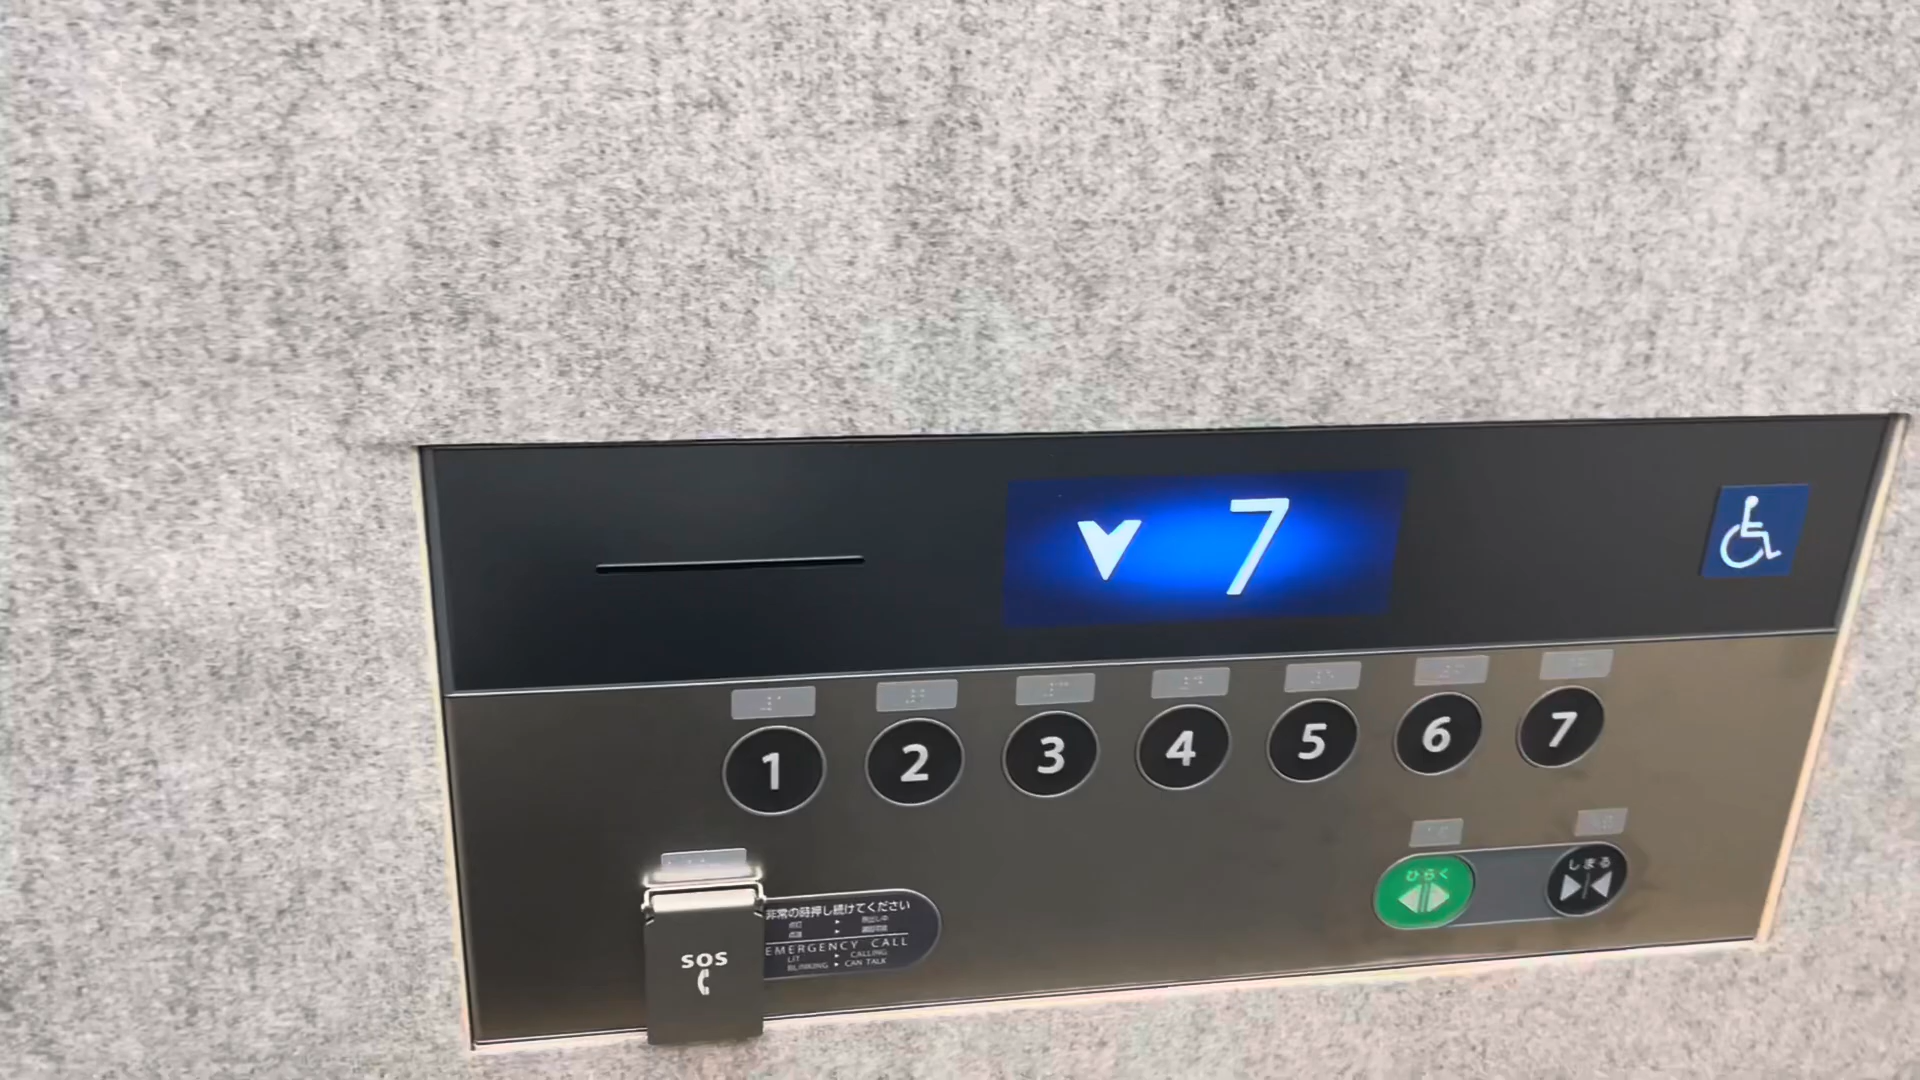 7
1 2 3 4 5 6 7
ひらく
しまる
SOS
非常の時押し続けてください
EMERGENCY CALL
LIT ▸ CALLING
BLINKING ▸ CAN TALK